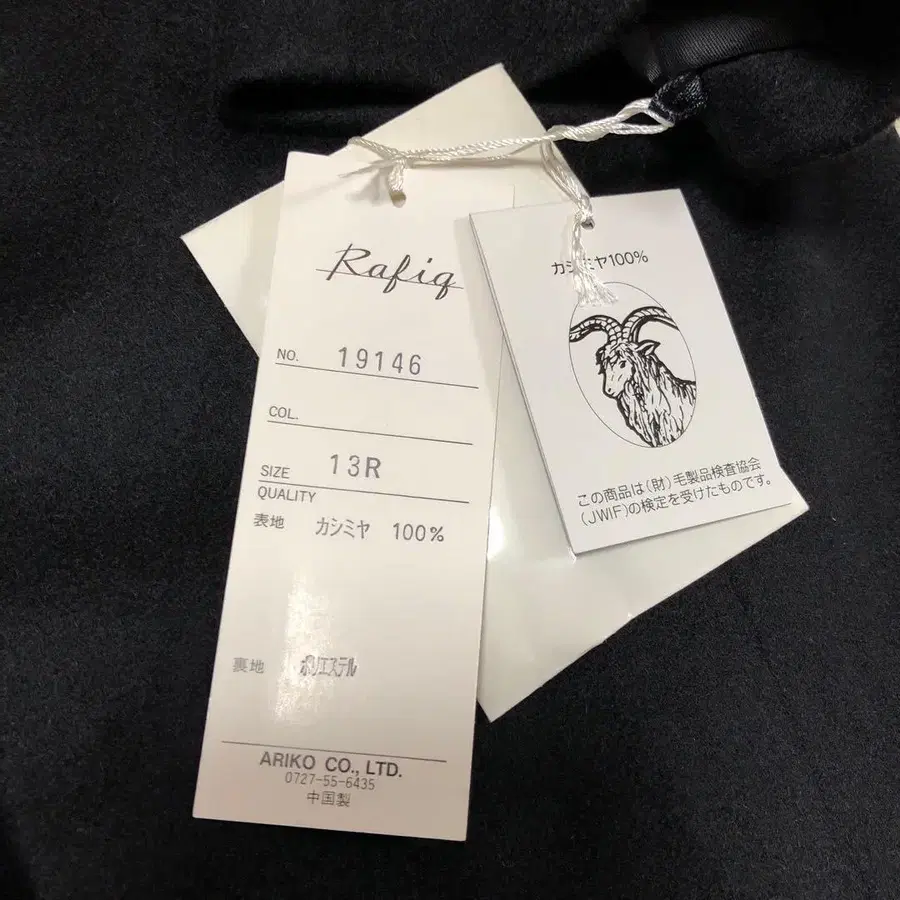 Rafiq
NO. 19146
COL.
SIZE 13R
QUALITY
表地 カシミヤ 100%
裏地 ポリエステル
ARIKO CO., LTD.
0727-55-6435
中国製
カシミヤ100%
この商品は(財)毛製品検査協会
(JWIF)の検定を受けたものです。